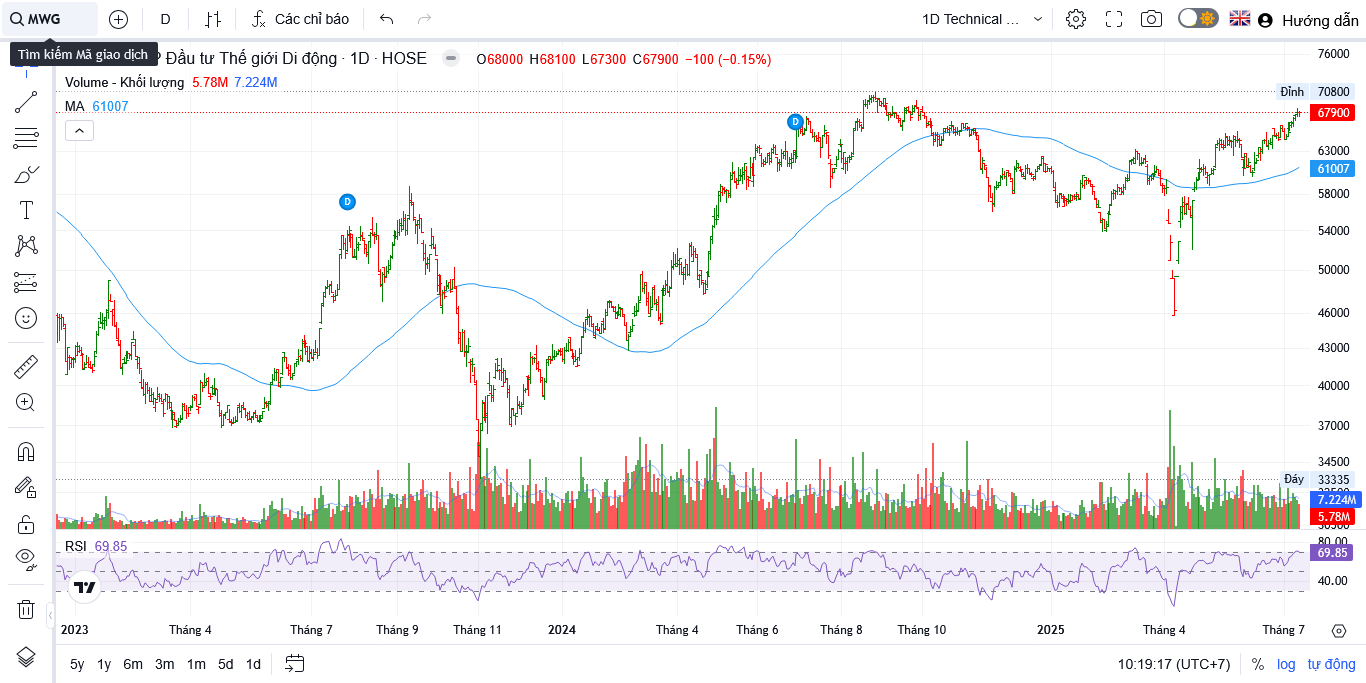 MWG D Các chỉ báo 1D Technical ... Hướng dẫn
Tìm kiếm Mã giao dịch
P Đầu tư Thế giới Di động · 1D · HOSE O68000 H68100 L67300 C67900 −100 (−0.15%)
Volume - Khối lượng 5.78M 7.224M
MA 61007
D
D
76000
Đỉnh 70800
67900
63000
61007
58000
54000
50000
46000
43000
40000
37000
34500
Đáy 33335
7.224M
5.78M
RSI 69.85
80.00
69.85
40.00
2023 Tháng 4 Tháng 7 Tháng 9 Tháng 11 2024 Tháng 4 Tháng 6 Tháng 8 Tháng 10 2025 Tháng 4 Tháng 7
5y 1y 6m 3m 1m 5d 1d 10:19:17 (UTC+7) % log tự động